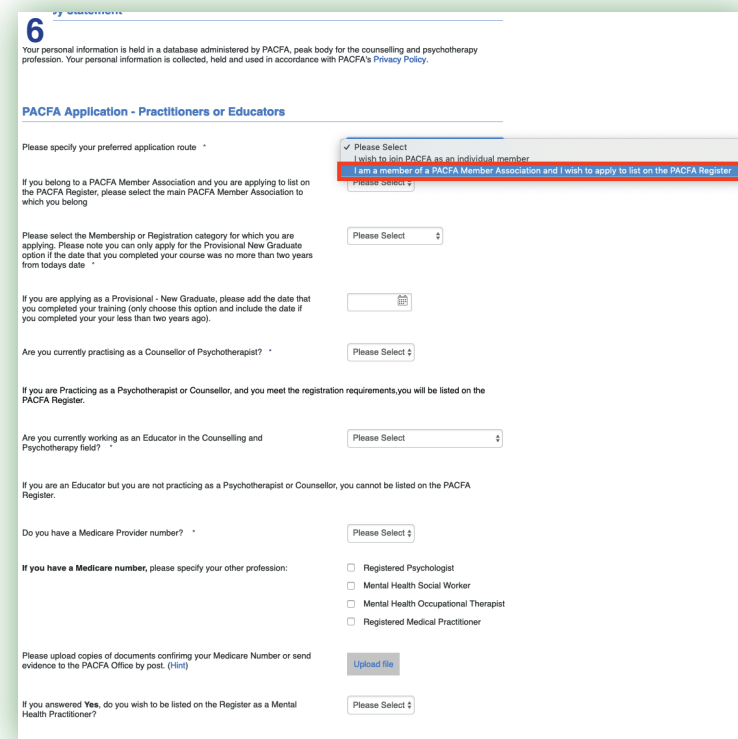 6
Your personal information is held in a database administered by PACFA, peak body for the counselling and psychotherapy
profession. Your personal information is collected, held and used in accordance with PACFA's Privacy Policy.
PACFA Application - Practitioners or Educators
Please specify your preferred application route *
✓ Please Select
I wish to join PACFA as an individual member
I am a member of a PACFA Member Association and I wish to apply to list on the PACFA Register
If you belong to a PACFA Member Association and you are applying to list on
the PACFA Register, please select the main PACFA Member Association to
which you belong
Please Select
Please select the Membership or Registration category for which you are
applying. Please note you can only apply for the Provisional New Graduate
option if the date that you completed your course was no more than two years
from todays date *
Please Select
If you are applying as a Provisional - New Graduate, please add the date that
you completed your training (only choose this option and include the date if
you completed your your less than two years ago).
Are you currently practising as a Counsellor of Psychotherapist? *
Please Select
If you are Practicing as a Psychotherapist or Counsellor, and you meet the registration requirements,you will be listed on the
PACFA Register.
Are you currently working as an Educator in the Counselling and
Psychotherapy field? *
Please Select
If you are an Educator but you are not practicing as a Psychotherapist or Counsellor, you cannot be listed on the PACFA
Register.
Do you have a Medicare Provider number? *
Please Select
If you have a Medicare number, please specify your other profession:
Registered Psychologist
Mental Health Social Worker
Mental Health Occupational Therapist
Registered Medical Practitioner
Please upload copies of documents confirimg your Medicare Number or send
evidence to the PACFA Office by post. (Hint)
Upload file
If you answered Yes, do you wish to be listed on the Register as a Mental
Health Practitioner?
Please Select